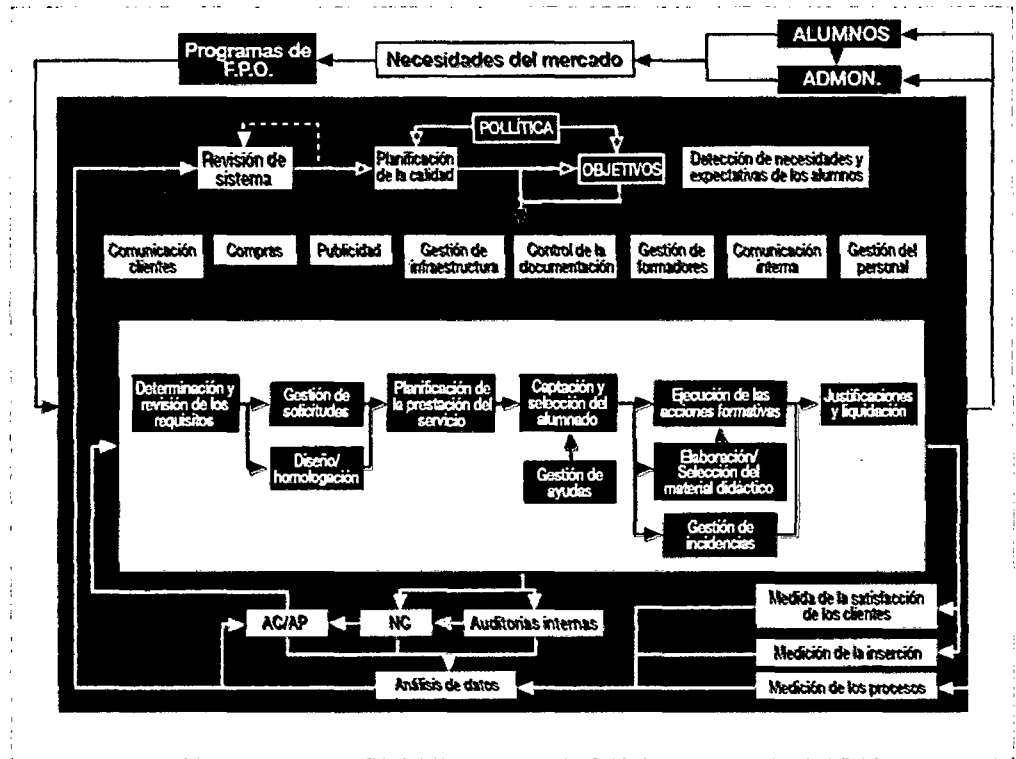 ALUMNOS
Programas de
F.P.O.
Necesidades del mercado
ADMON.
POLLÍTICA
Revisión de
sistema
Planificación
de la calidad
OBJETIVOS
Detección de necesidades y
expectativas de los alumnos
Comunicación
clientes
Compras
Publicidad
Gestión de
infraestructura
Control de la
documentación
Gestión de
formadores
Comunicación
interna
Gestión del
personal
Determinación y
revisión de los
requisitos
Gestión de
solicitudes
Diseño/
homologación
Planificación de
la prestación del
servicio
Captación y
selección del
alumnado
Gestión de
ayudas
Ejecución de las
acciones formativas
Elaboración/
Selección del
material didáctico
Gestión de
incidencias
Justificaciones
y liquidación
AC/AP
NC
Auditorías internas
Análisis de datos
Medida de la satisfacción
de los clientes
Medición de la inserción
Medición de los procesos